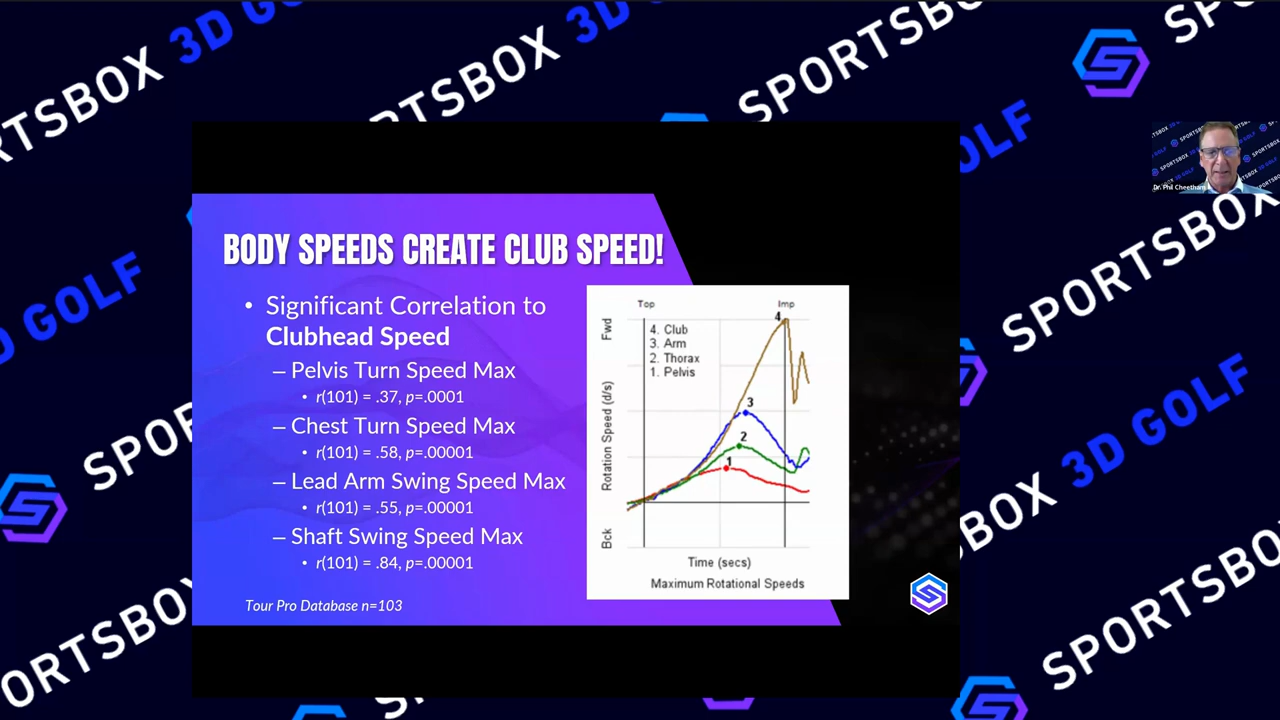 SPORTSBOX 3D GOLF
BODY SPEEDS CREATE CLUB SPEED!
• Significant Correlation to
Clubhead Speed
– Pelvis Turn Speed Max
• r(101) = .37, p=.0001
– Chest Turn Speed Max
• r(101) = .58, p=.00001
– Lead Arm Swing Speed Max
• r(101) = .55, p=.00001
– Shaft Swing Speed Max
• r(101) = .84, p=.00001
Tour Pro Database n=103
Top
Imp
4
4. Club
3. Arm
2. Thorax
1. Pelvis
3
2
1
Fwd
Rotation Speed (d/s)
Bck
Time (secs)
Maximum Rotational Speeds
Dr. Phil Cheetham